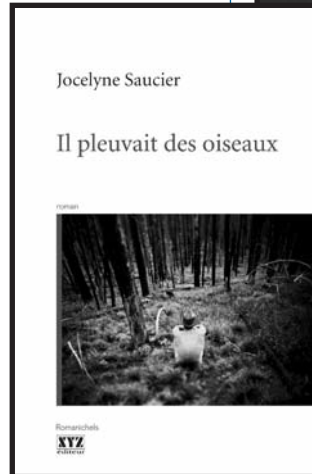 Jocelyne Saucier
Il pleuvait des oiseaux
roman
Romanichels
XYZ
éditeur